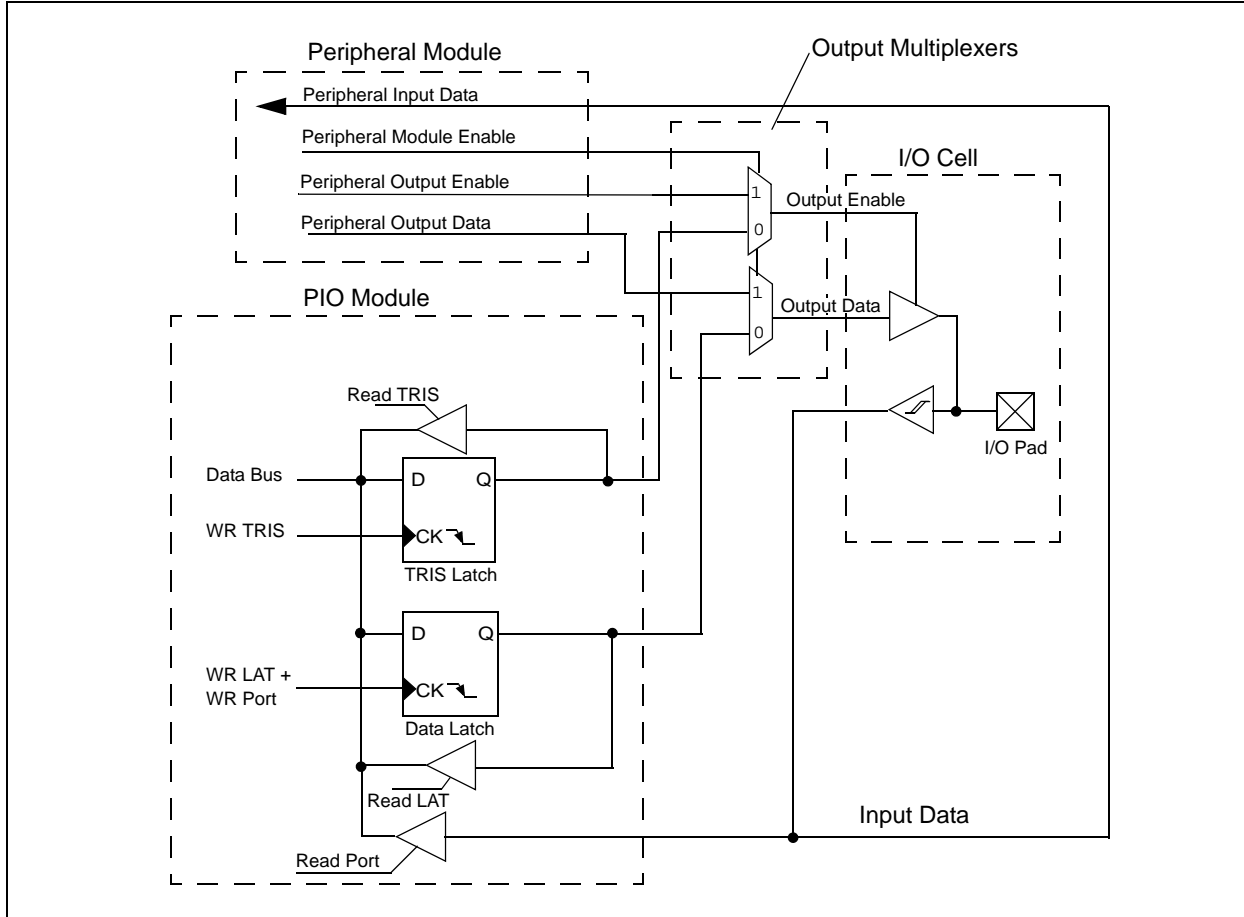 Peripheral Module
Output Multiplexers
Peripheral Input Data
Peripheral Module Enable
I/O Cell
Peripheral Output Enable
1
Output Enable
Peripheral Output Data
0
PIO Module
1
Output Data
0
Read TRIS
I/O Pad
Data Bus
D
Q
WR TRIS
CK
TRIS Latch
D
Q
WR LAT +
WR Port
CK
Data Latch
Read LAT
Input Data
Read Port